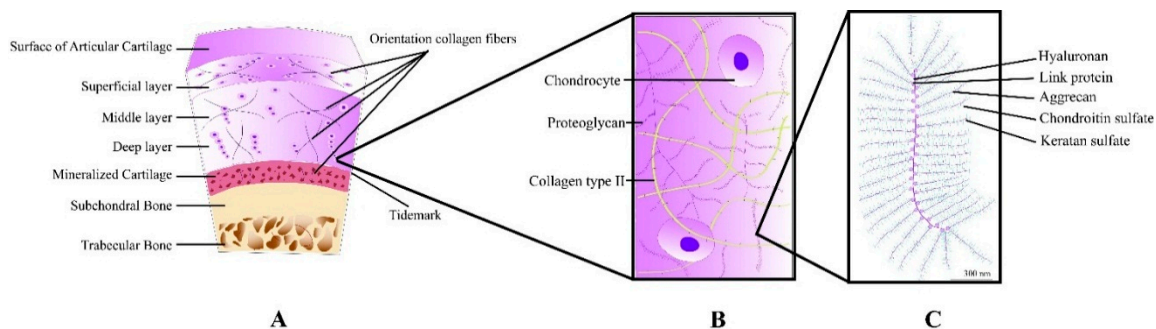 Surface of Articular Cartilage
Superficial layer
Middle layer
Deep layer
Mineralized Cartilage
Subchondral Bone
Trabecular Bone
Orientation collagen fibers
Tidemark
A
Chondrocyte
Proteoglycan
Collagen type II
B
Hyaluronan
Link protein
Aggrecan
Chondroitin sulfate
Keratan sulfate
300 nm
C